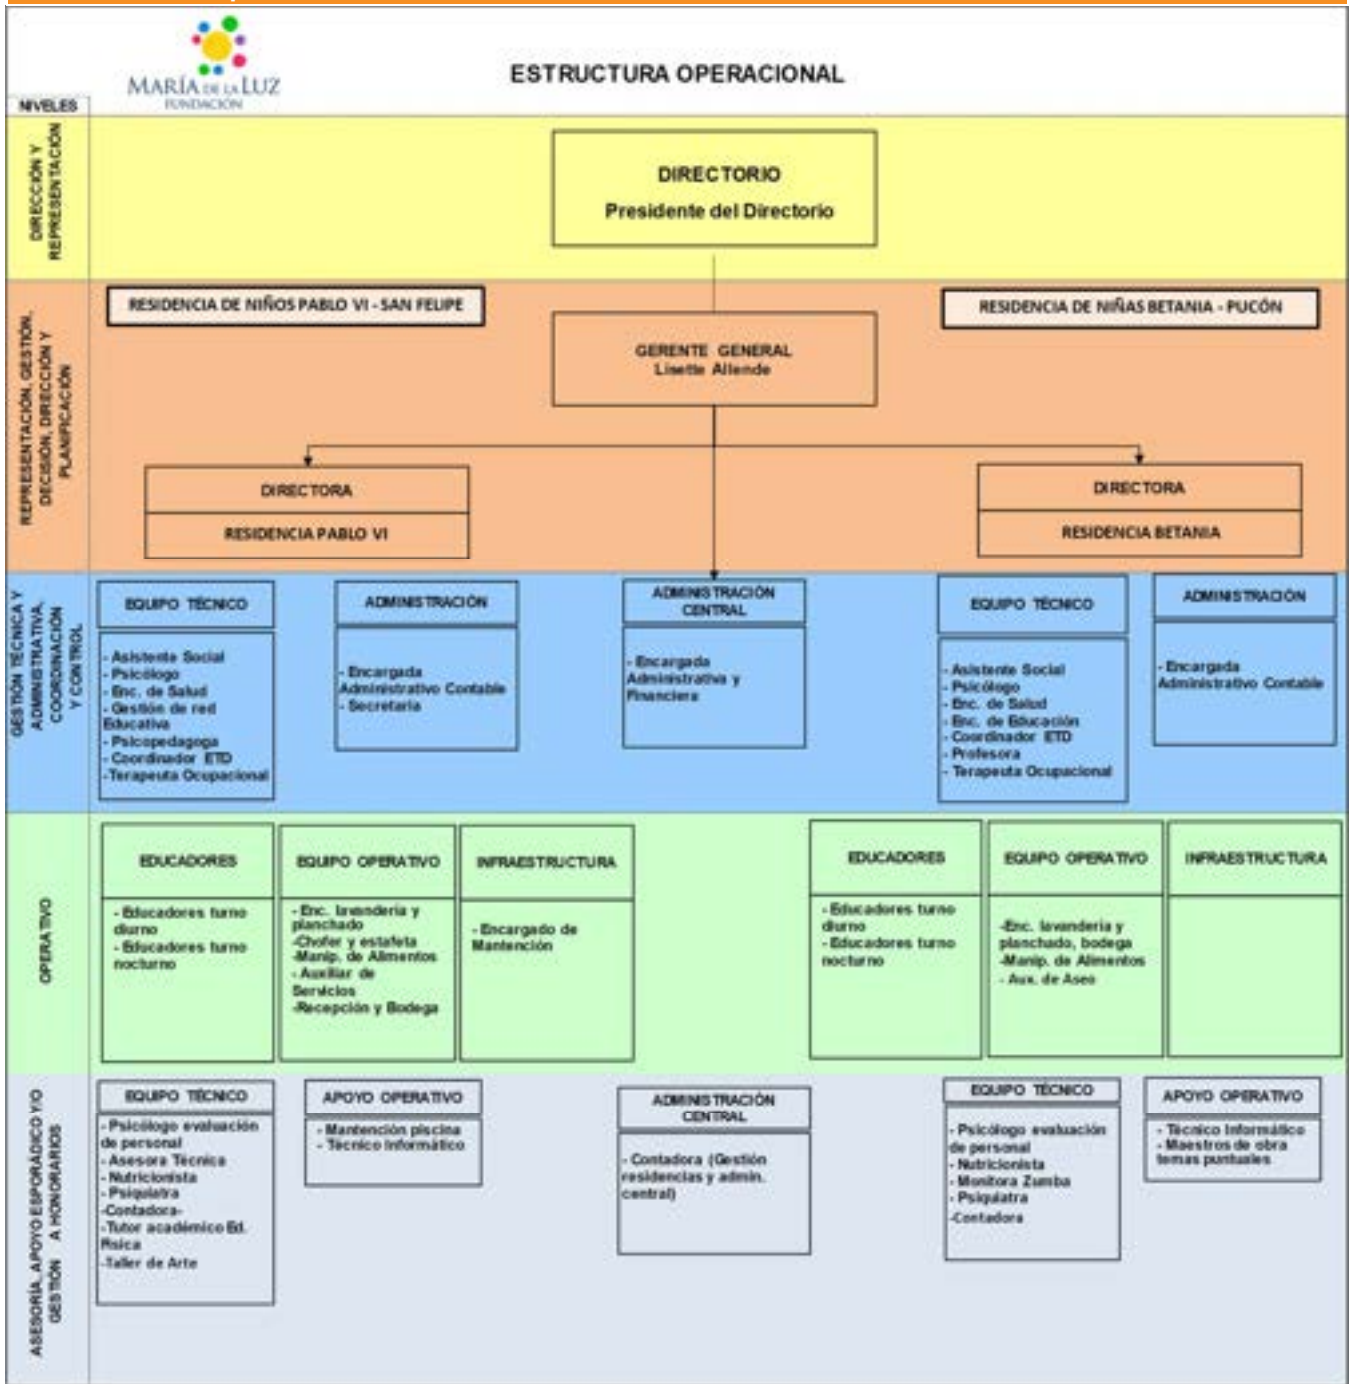 MARÍA DE LA LUZ
FUNDACIÓN
ESTRUCTURA OPERACIONAL
NIVELES
DIRECCIÓN Y
REPRESENTACIÓN
DIRECTORIO
Presidente del Directorio
REPRESENTACIÓN, GESTIÓN,
DECISIÓN, DIRECCIÓN Y
PLANIFICACIÓN
RESIDENCIA DE NIÑOS PABLO VI - SAN FELIPE
RESIDENCIA DE NIÑAS BETANIA - PUCÓN
GERENTE GENERAL
Lisette Allende
DIRECTORA
RESIDENCIA PABLO VI
DIRECTORA
RESIDENCIA BETANIA
GESTIÓN TÉCNICA Y
ADMINISTRATIVA,
COORDINACIÓN
Y CONTROL
EQUIPO TÉCNICO
- Asistente Social
- Psicólogo
- Enc. de Salud
- Gestión de red
Educativa
- Psicopedagoga
- Coordinador ETD
-Terapeuta Ocupacional
ADMINISTRACIÓN
- Encargada
Administrativo Contable
- Secretaria
ADMINISTRACIÓN
CENTRAL
- Encargada
Administrativa y
Financiera
EQUIPO TÉCNICO
- Asistente Social
- Psicólogo
- Enc. de Salud
- Enc. de Educación
- Coordinador ETD
- Profesora
- Terapeuta Ocupacional
ADMINISTRACIÓN
- Encargada
Administrativo Contable
OPERATIVO
EDUCADORES
- Educadores turno
diurno
- Educadores turno
nocturno
EQUIPO OPERATIVO
- Enc. lavandería y
planchado
-Chofer y estafeta
-Manip. de Alimentos
- Auxiliar de
Servicios
-Recepción y Bodega
INFRAESTRUCTURA
- Encargado de
Mantención
EDUCADORES
- Educadores turno
diurno
- Educadores turno
nocturno
EQUIPO OPERATIVO
-Enc. lavandería y
planchado, bodega
-Manip. de Alimentos
- Aux. de Aseo
INFRAESTRUCTURA
ASESORÍA, APOYO ESPORÁDICO Y/O
GESTIÓN A HONORARIOS
EQUIPO TÉCNICO
- Psicólogo evaluación
de personal
- Asesora Técnica
- Nutricionista
- Psiquiatra
-Contadora-
-Tutor académico Ed.
Física
-Taller de Arte
APOYO OPERATIVO
- Mantención piscina
- Técnico Informático
ADMINISTRACIÓN
CENTRAL
- Contadora (Gestión
residencias y admin.
central)
EQUIPO TÉCNICO
- Psicólogo evaluación
de personal
- Nutricionista
- Monitora Zumba
- Psiquiatra
-Contadora
APOYO OPERATIVO
- Técnico Informático
- Maestros de obra
temas puntuales